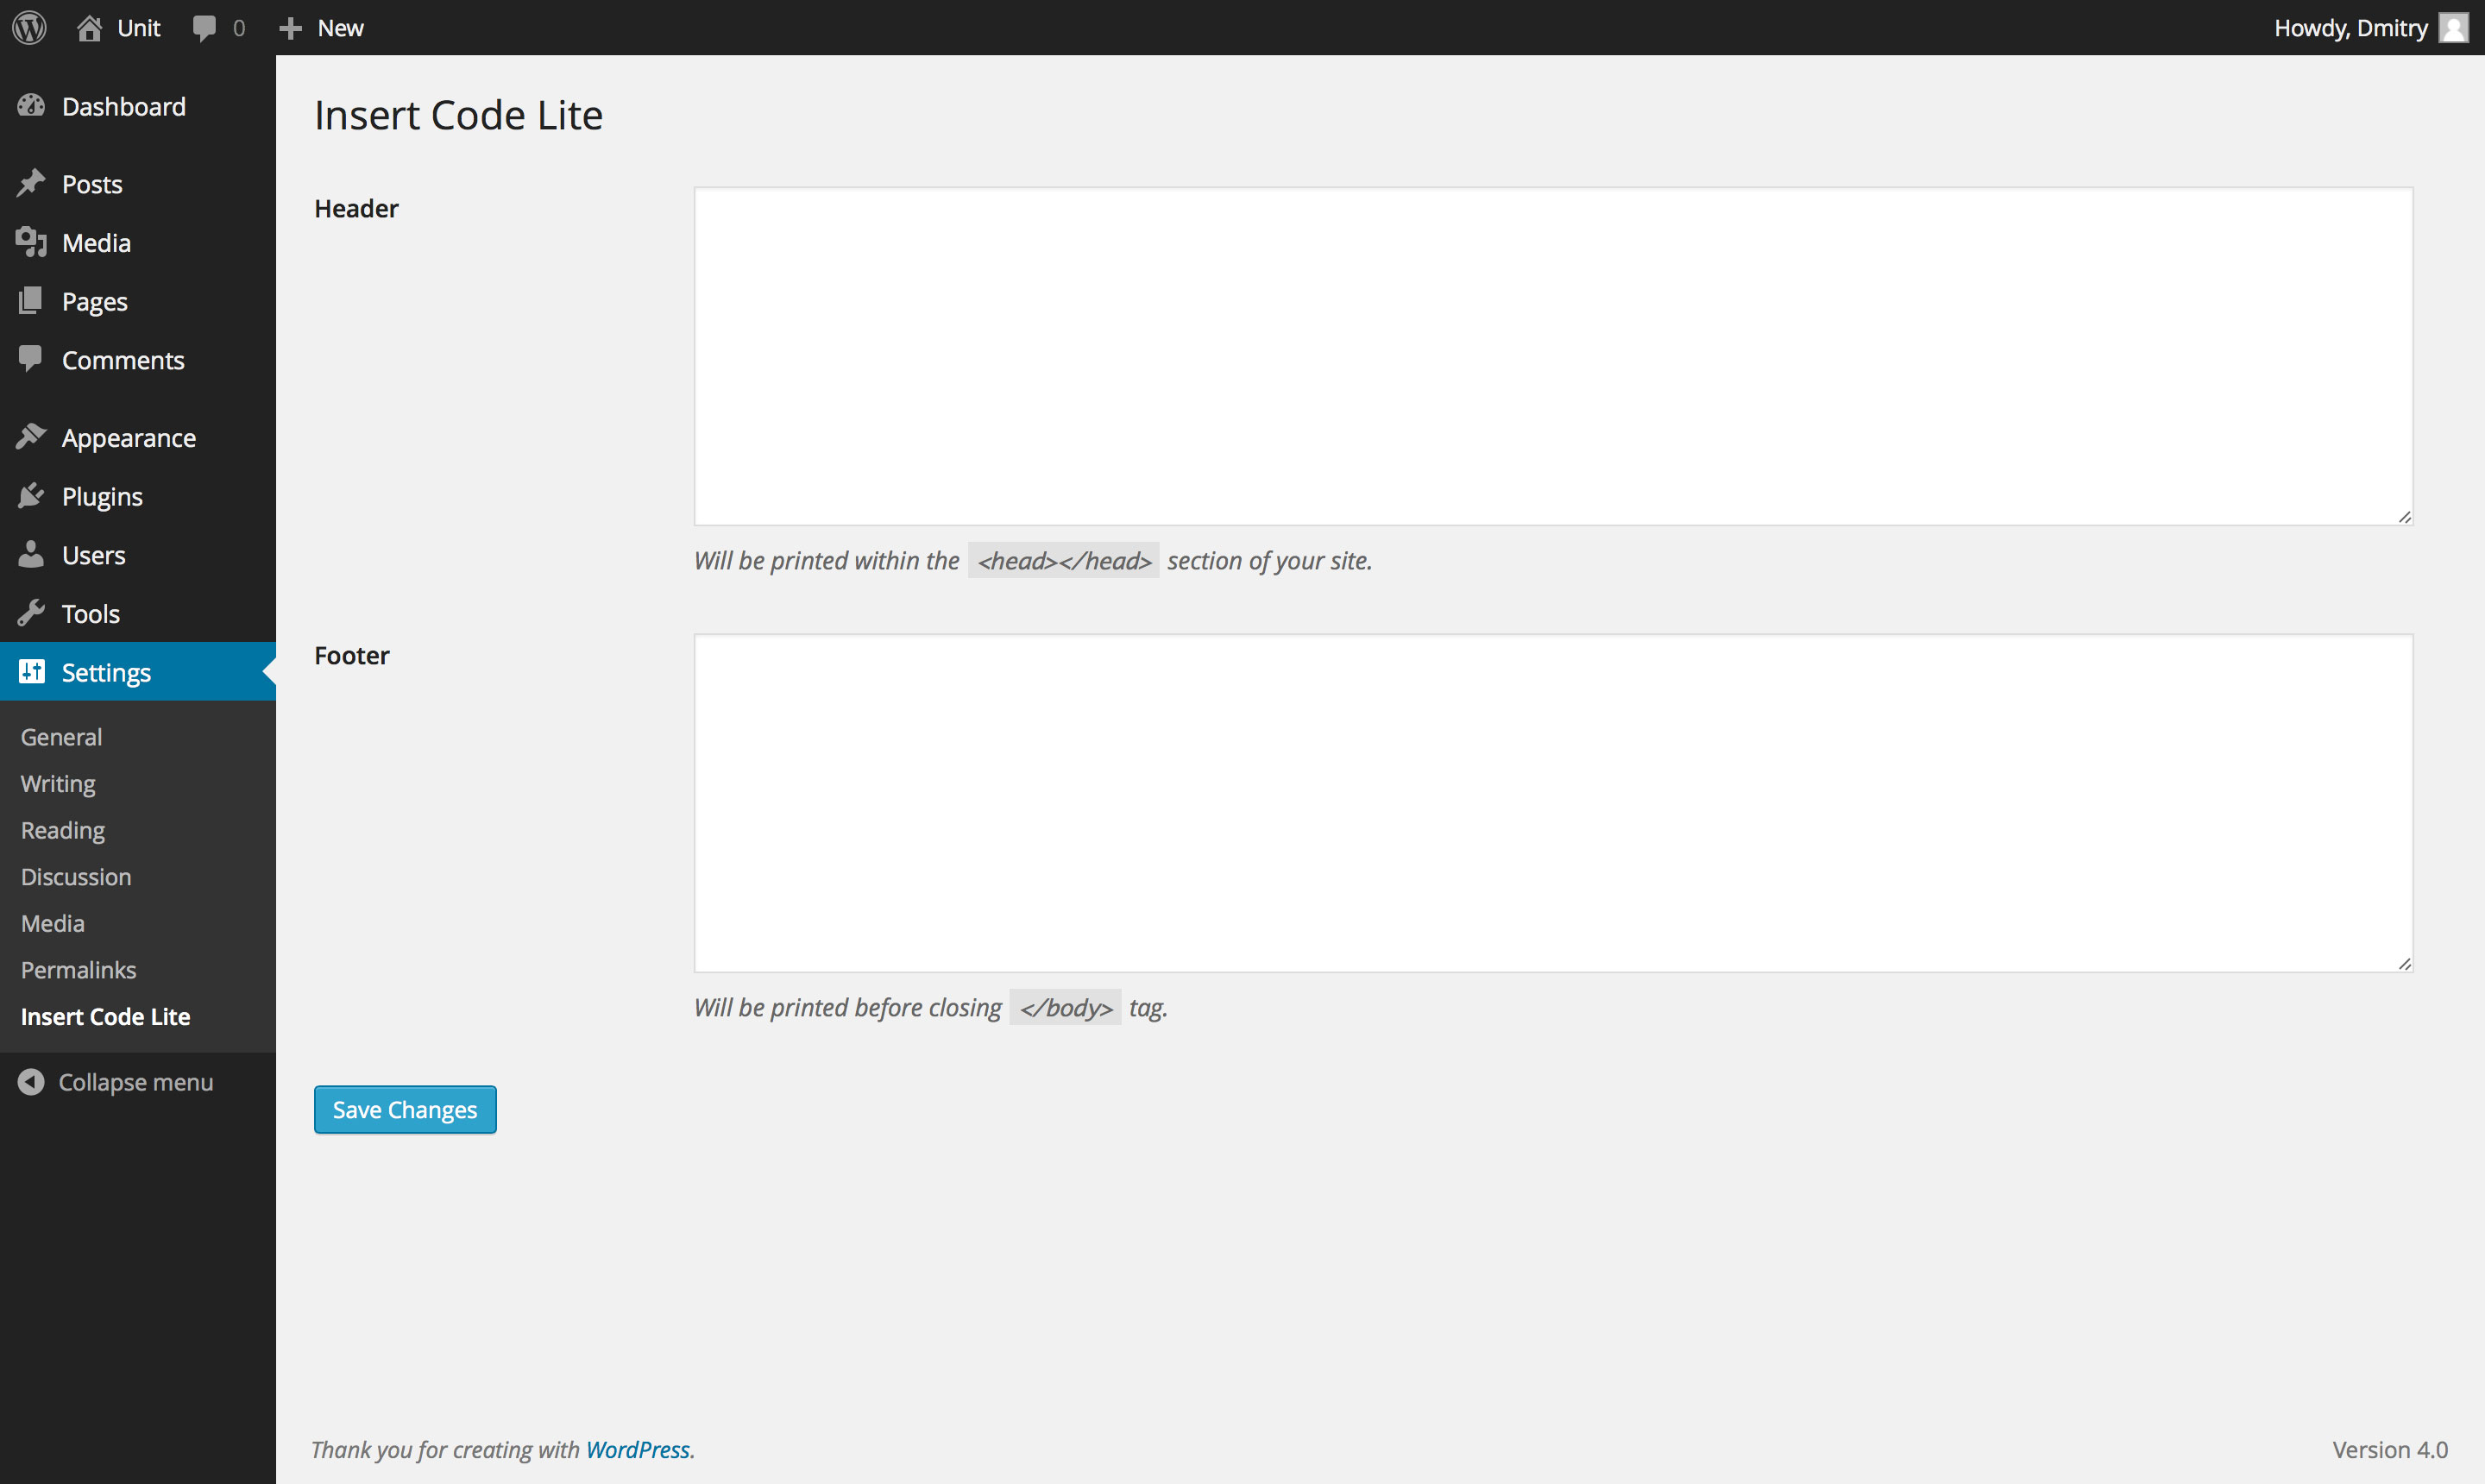 Unit
0
New
Howdy, Dmitry
Dashboard
Posts
Media
Pages
Comments
Appearance
Plugins
Users
Tools
Settings
General
Writing
Reading
Discussion
Media
Permalinks
Insert Code Lite
Collapse menu
Insert Code Lite
Header
Will be printed within the <head></head> section of your site.
Footer
Will be printed before closing </body> tag.
Save Changes
Thank you for creating with WordPress.
Version 4.0